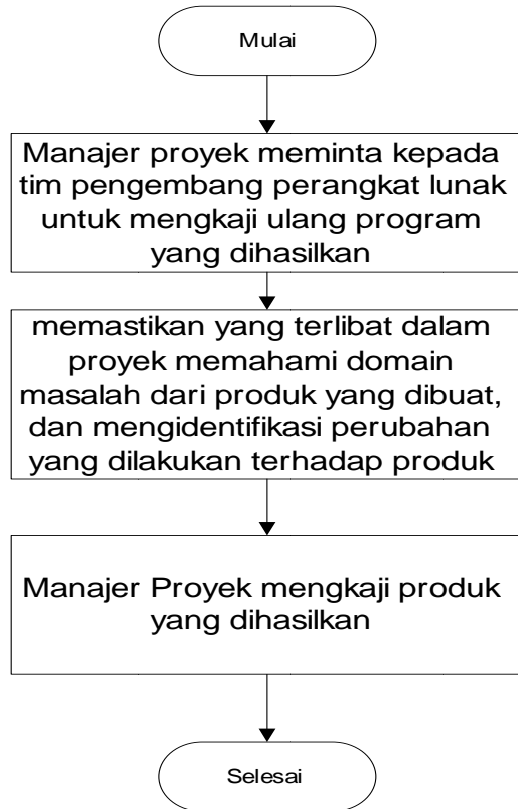 Mulai
Manajer proyek meminta kepada
tim pengembang perangkat lunak
untuk mengkaji ulang program
yang dihasilkan
memastikan yang terlibat dalam
proyek memahami domain
masalah dari produk yang dibuat,
dan mengidentifikasi perubahan
yang dilakukan terhadap produk
Manajer Proyek mengkaji produk
yang dihasilkan
Selesai